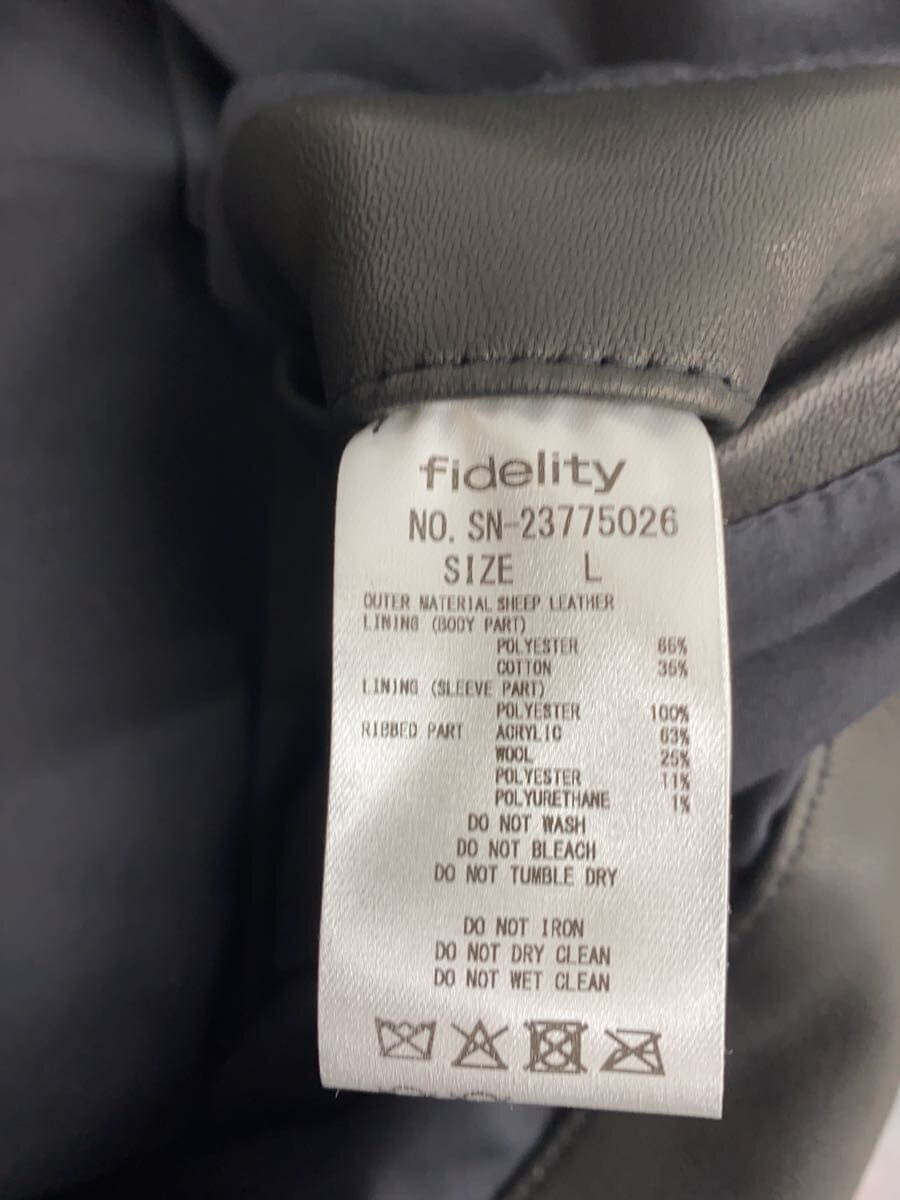 fidelity
NO. SN-23775026
SIZE L
OUTER MATERIAL SHEEP LEATHER
LINING (BODY PART)
POLYESTER 65%
COTTON 35%
LINING (SLEEVE PART)
POLYESTER 100%
RIBBED PART ACRYLIC 63%
WOOL 25%
POLYESTER 11%
POLYURETHANE 1%
DO NOT WASH
DO NOT BLEACH
DO NOT TUMBLE DRY
DO NOT IRON
DO NOT DRY CLEAN
DO NOT WET CLEAN